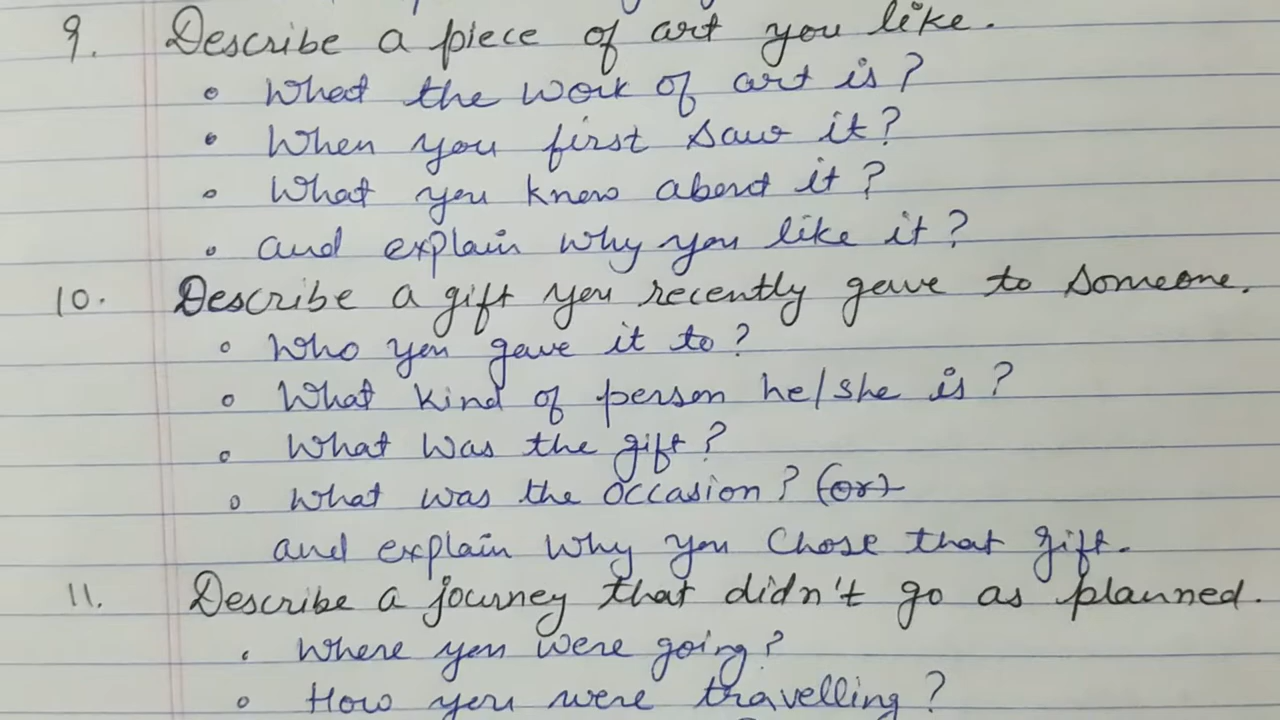 9. Describe a piece of art you like.
• What the work of art is?
• When you first saw it?
• What you know about it?
• and explain why you like it?
10. Describe a gift you recently gave to someone.
• Who you gave it to?
• What kind of person he/she is?
• What was the gift?
• What was the occasion? (or)
and explain why you chose that gift.
11. Describe a journey that didn't go as planned.
• Where you were going?
• How you were travelling?